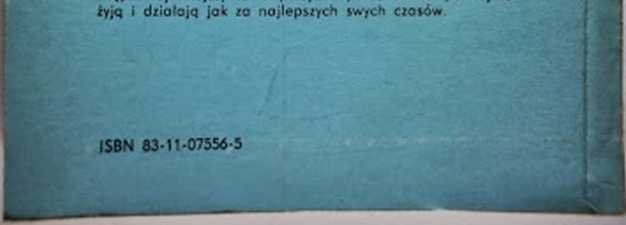 żyją i działają jak za najlepszych swych czasów.
ISBN 83-11-07556-5